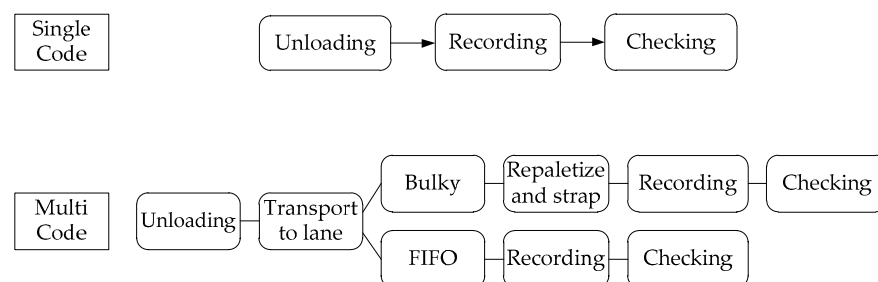 Single
Code
Unloading
Recording
Checking
Multi
Code
Unloading
Transport
to lane
Bulky
Repaletize
and strap
Recording
Checking
FIFO
Recording
Checking